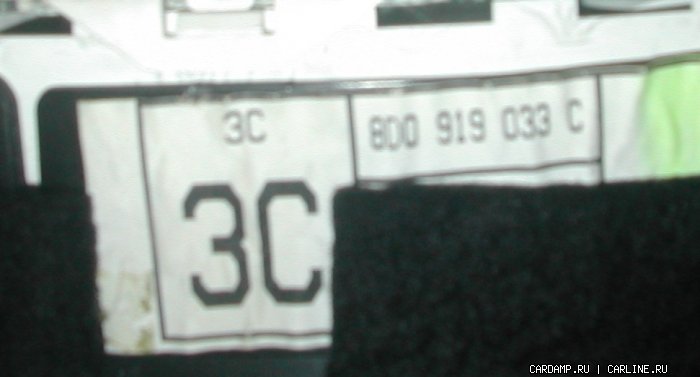 3C
8D0 919 033 C
3C
CARDAMP.RU | CARLINE.RU